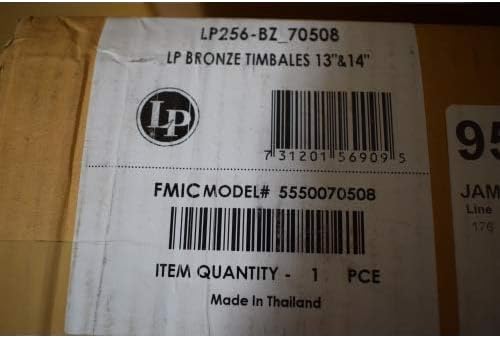 LP256-BZ_70508
LP BRONZE TIMBALES 13"&14"
LP
7 31201 56909 5
FMIC MODEL# 5550070508
ITEM QUANTITY - 1 PCE
Made In Thailand
95
JAM
Line
176